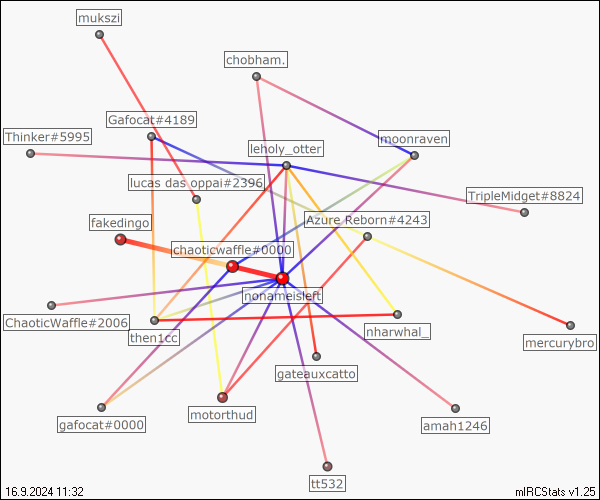 mukszi
chobham.
Gafocat#4189
Thinker#5995
moonraven
leholy_otter
lucas das oppai#2396
TripleMidget#8824
fakedingo
Azure Reborn#4243
chaoticwaffle#0000
nonameisleft
ChaoticWaffle#2006
then1cc
nharwhal_
mercurybro
gateauxcatto
gafocat#0000
motorthud
amah1246
tt532
16.9.2024 11:32
mIRCStats v1.25